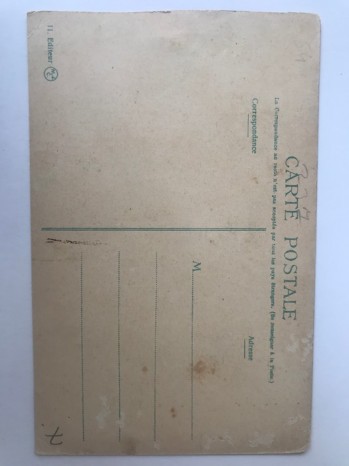 CARTE POSTALE
La Correspondance au recto n'est pas acceptée par tous les pays étrangers. (Se renseigner à la Poste)
Correspondance
Adresse
M
11. Editeur